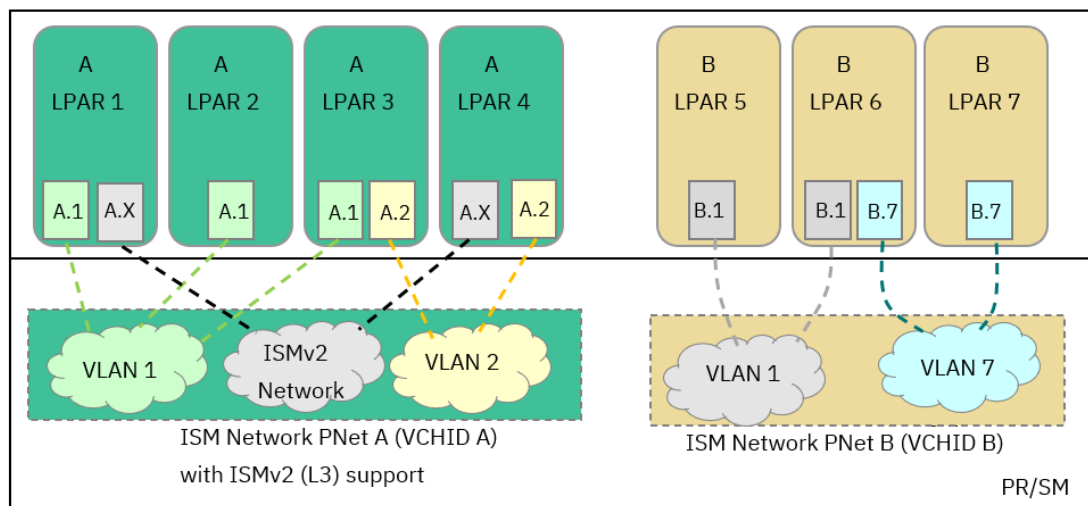 A
LPAR 1
A
LPAR 2
A
LPAR 3
A
LPAR 4
B
LPAR 5
B
LPAR 6
B
LPAR 7
A.1
A.X
A.1
A.1
A.2
A.X
A.2
B.1
B.1
B.7
B.7
VLAN 1
ISMv2
Network
VLAN 2
VLAN 1
VLAN 7
ISM Network PNet A (VCHID A)
with ISMv2 (L3) support
ISM Network PNet B (VCHID B)
PR/SM